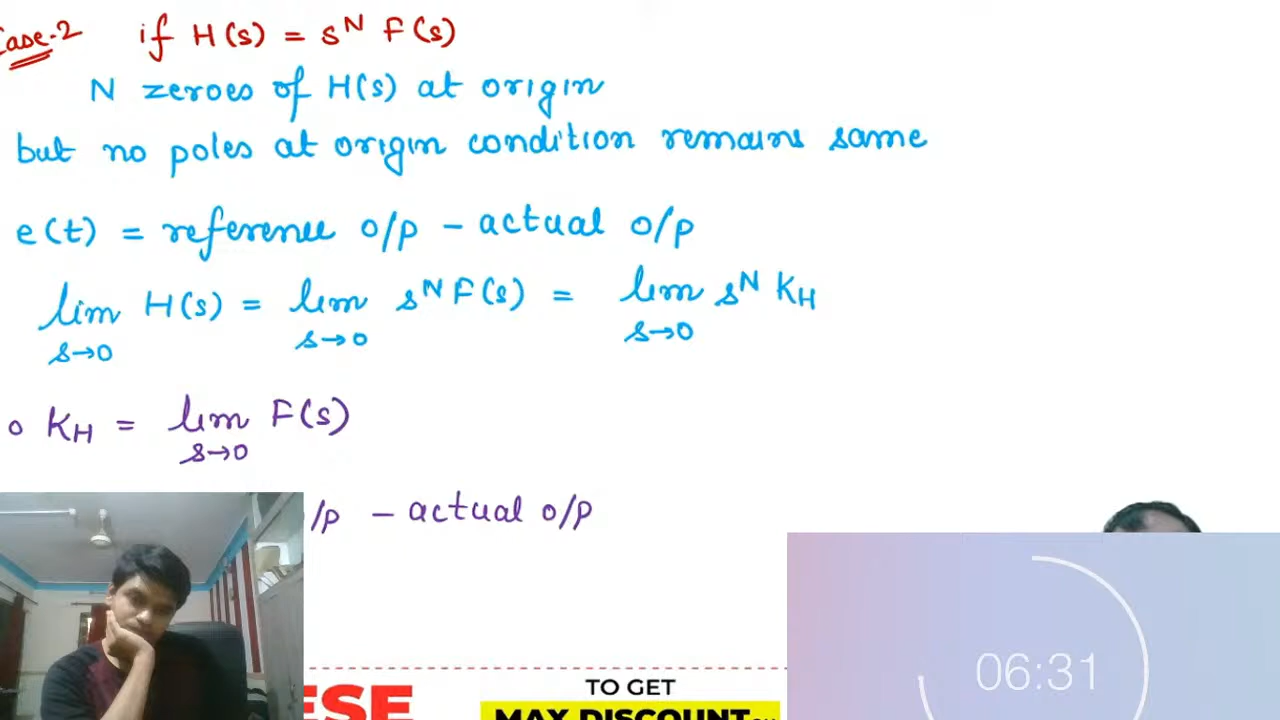 Case-2 if H(s) = s^N F(s)
N zeroes of H(s) at origin
but no poles at origin condition remains same
e(t) = reference o/p - actual o/p
lim s→0 H(s) = lim s→0 s^N F(s) = lim s→0 s^N K_H
K_H = lim s→0 F(s)
/p - actual o/p
06:31
ESE
TO GET
MAX DISCOUNT